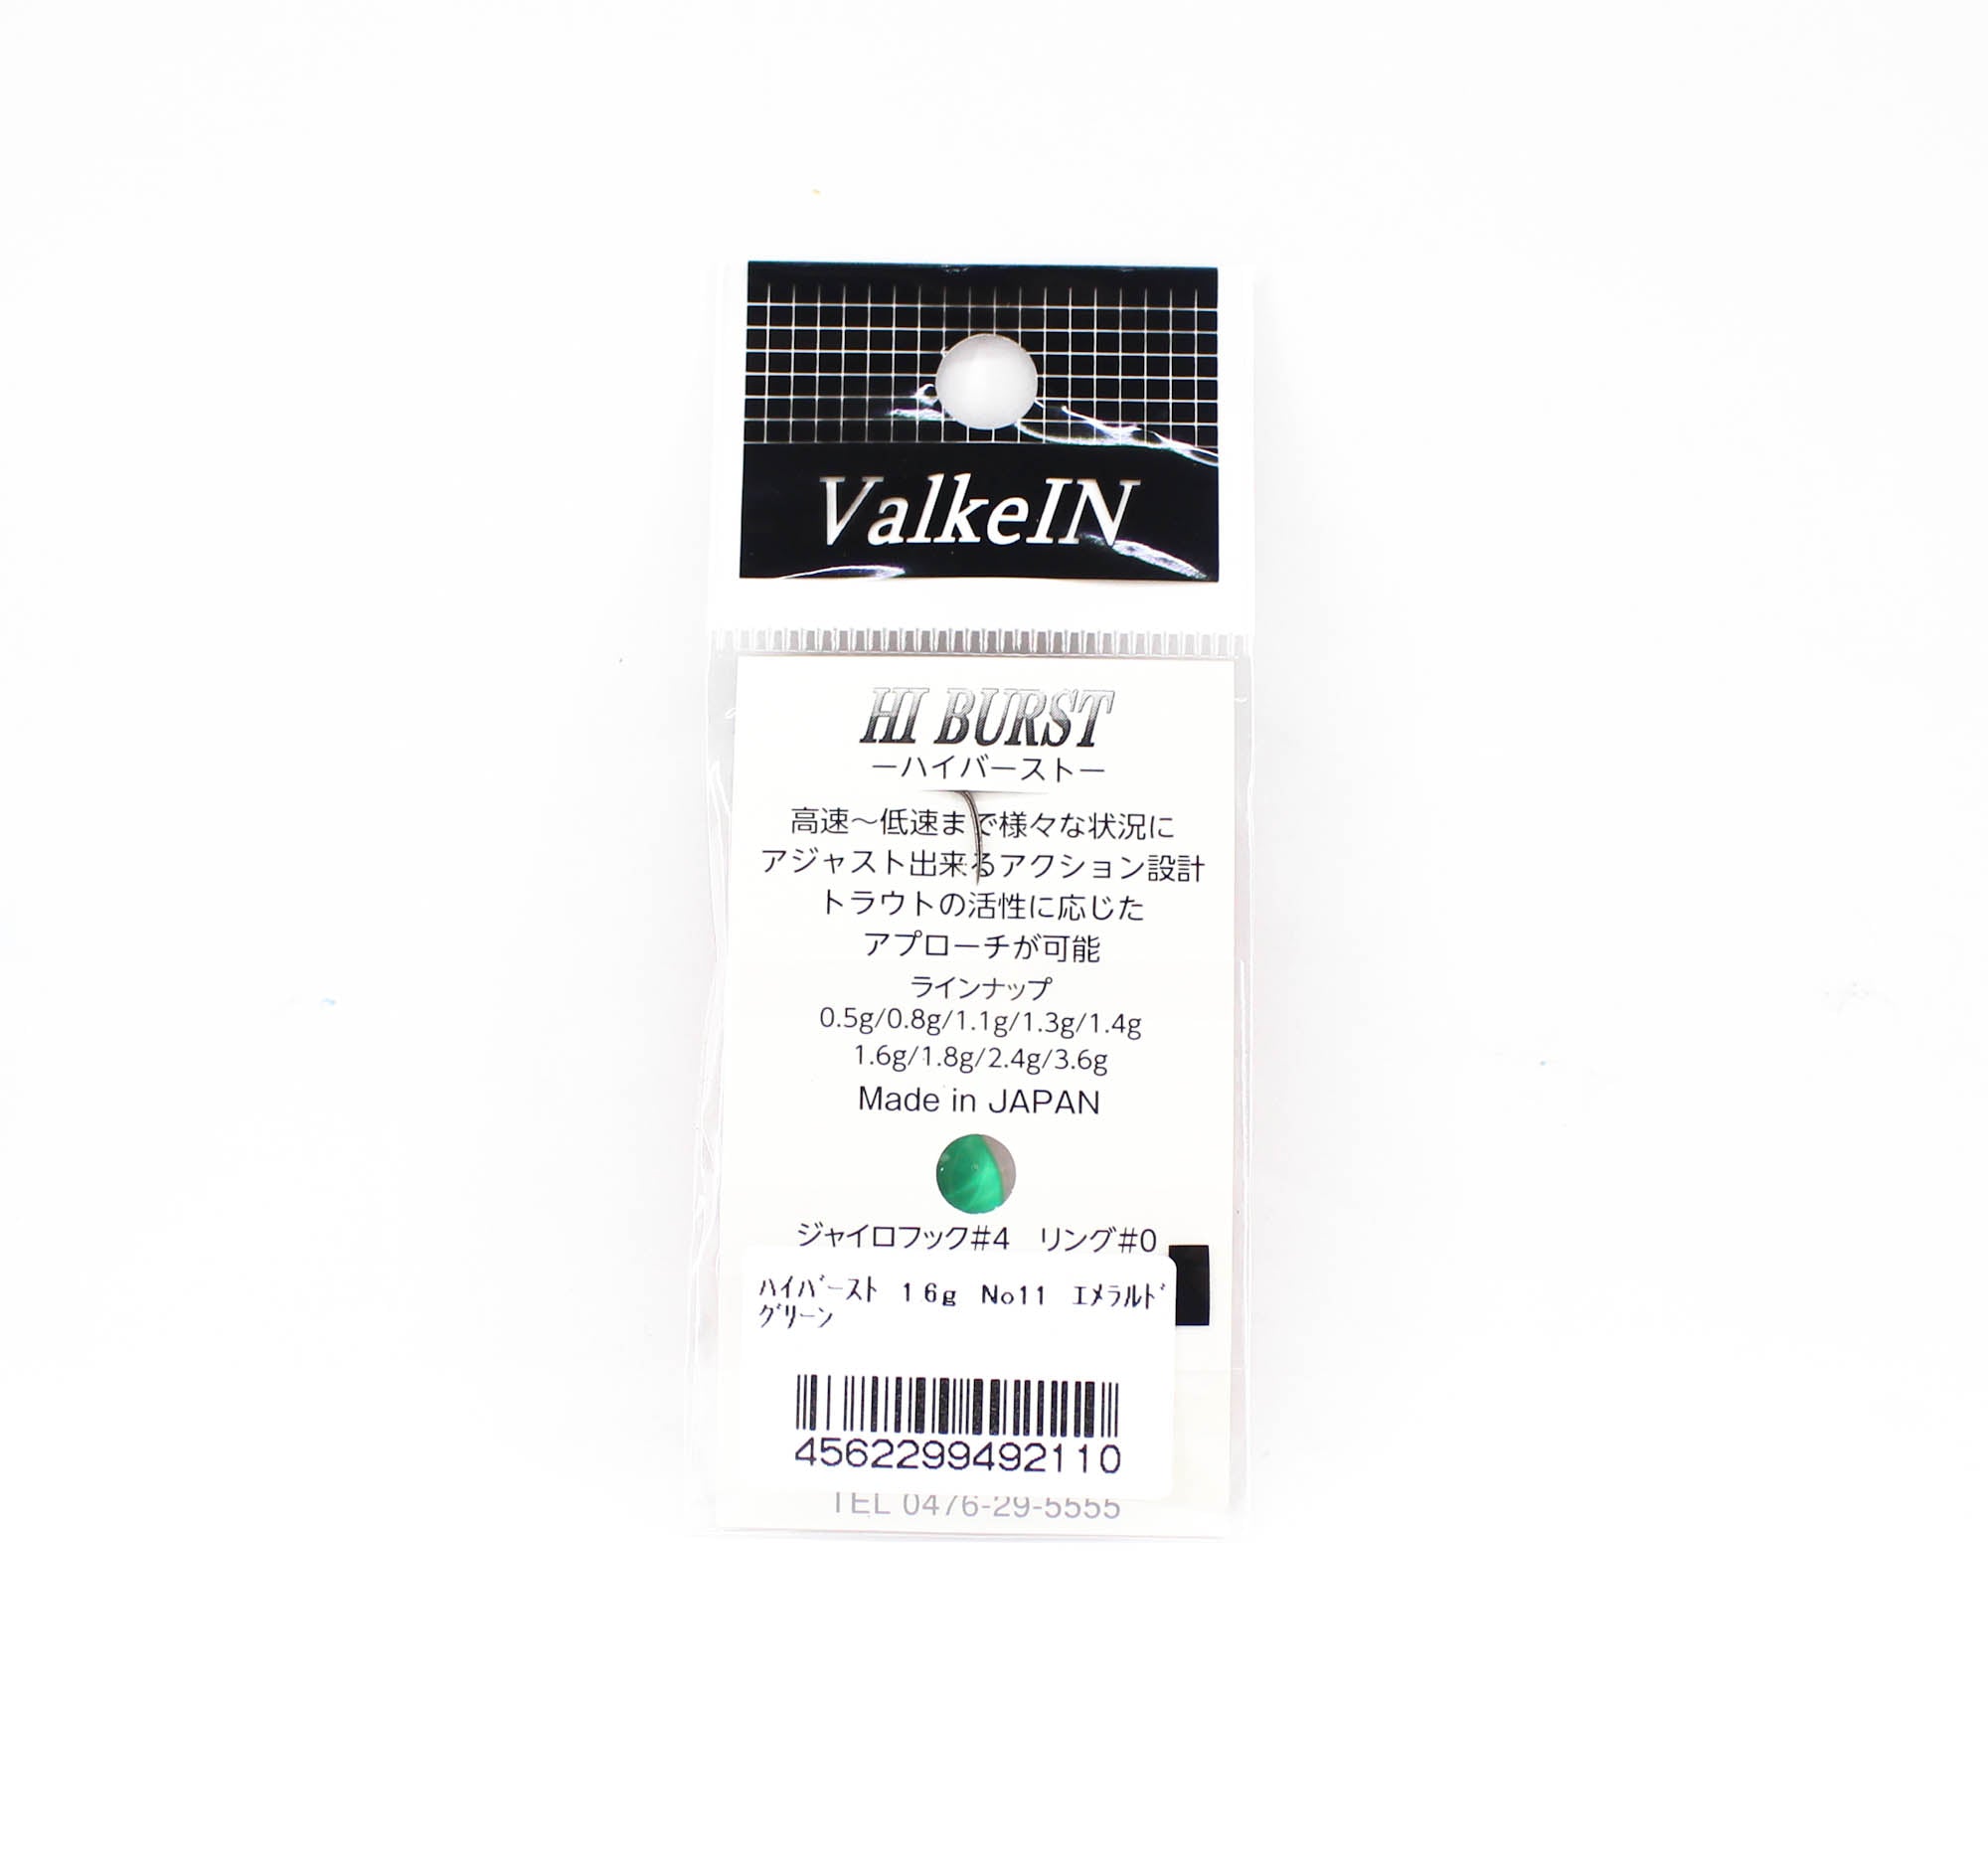 ValkeIN
HI BURST
ーハイバーストー
高速～低速まで様々な状況に
アジャスト出来るアクション設計
トラウトの活性に応じた
アプローチが可能
ラインナップ
0.5g/0.8g/1.1g/1.3g/1.4g
1.6g/1.8g/2.4g/3.6g
Made in JAPAN
ジャイロフック#4　リング#0
ﾊｲﾊﾞｰｽﾄ 16g No11 ｴﾒﾗﾙﾄﾞ
ｸﾞﾘｰﾝ
4562299492110
TEL 0476-29-5555